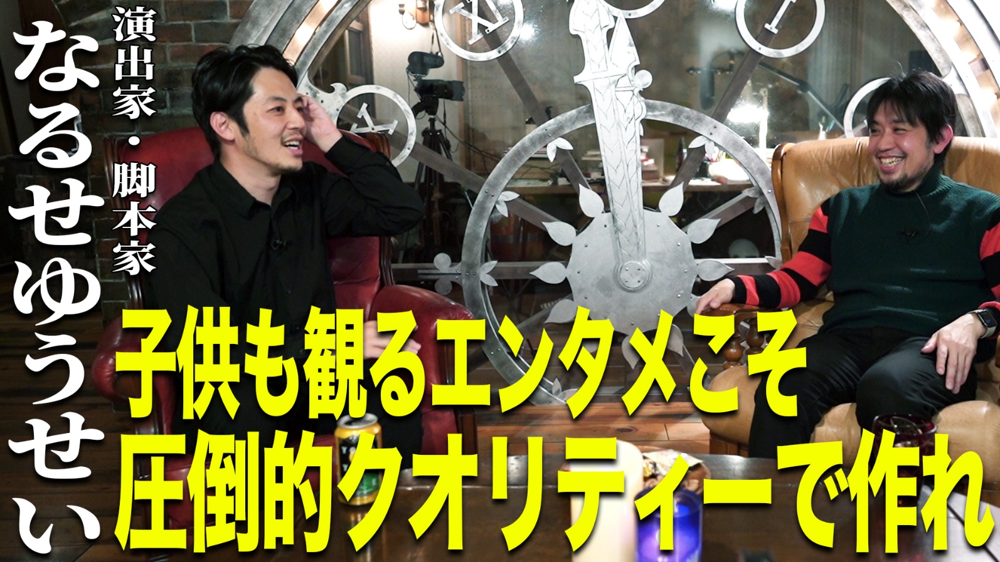 演出家・脚本家
なるせゆうせい
子供も観るエンタメこそ
圧倒的クオリティーで作れ